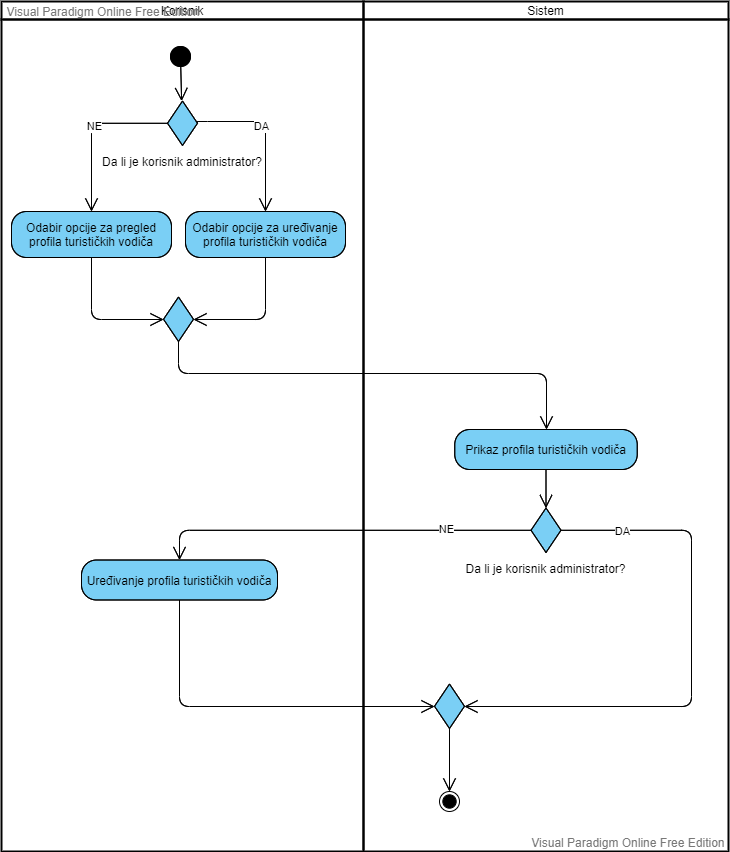 Visual Paradigm Online Free Edition
Korisnik
Sistem
NE
DA
Da li je korisnik administrator?
Odabir opcije za pregled
profila turističkih vodiča
Odabir opcije za uređivanje
profila turističkih vodiča
Prikaz profila turističkih vodiča
NE
DA
Da li je korisnik administrator?
Uređivanje profila turističkih vodiča
Visual Paradigm Online Free Edition